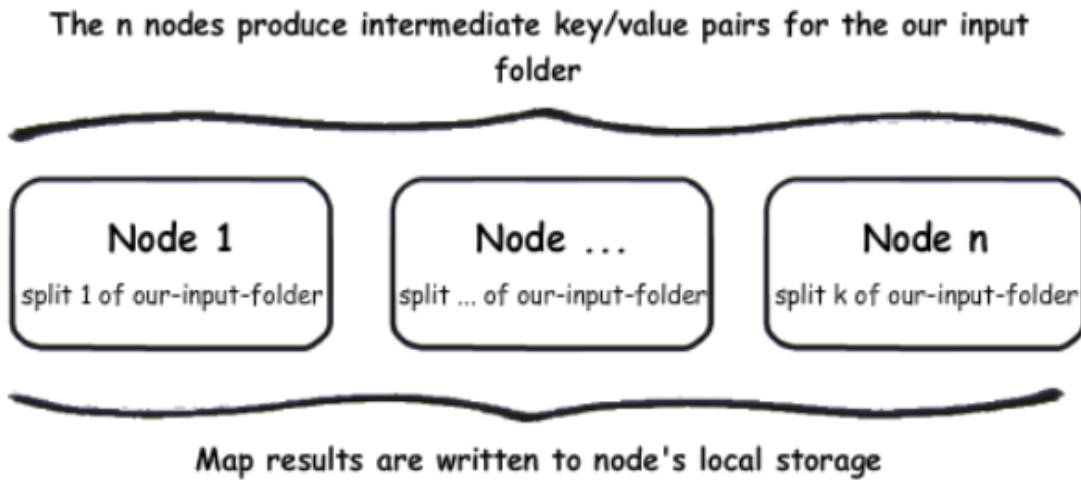 The n nodes produce intermediate key/value pairs for the our input
folder
Node 1
split 1 of our-input-folder
Node ...
split ... of our-input-folder
Node n
split k of our-input-folder
Map results are written to node's local storage